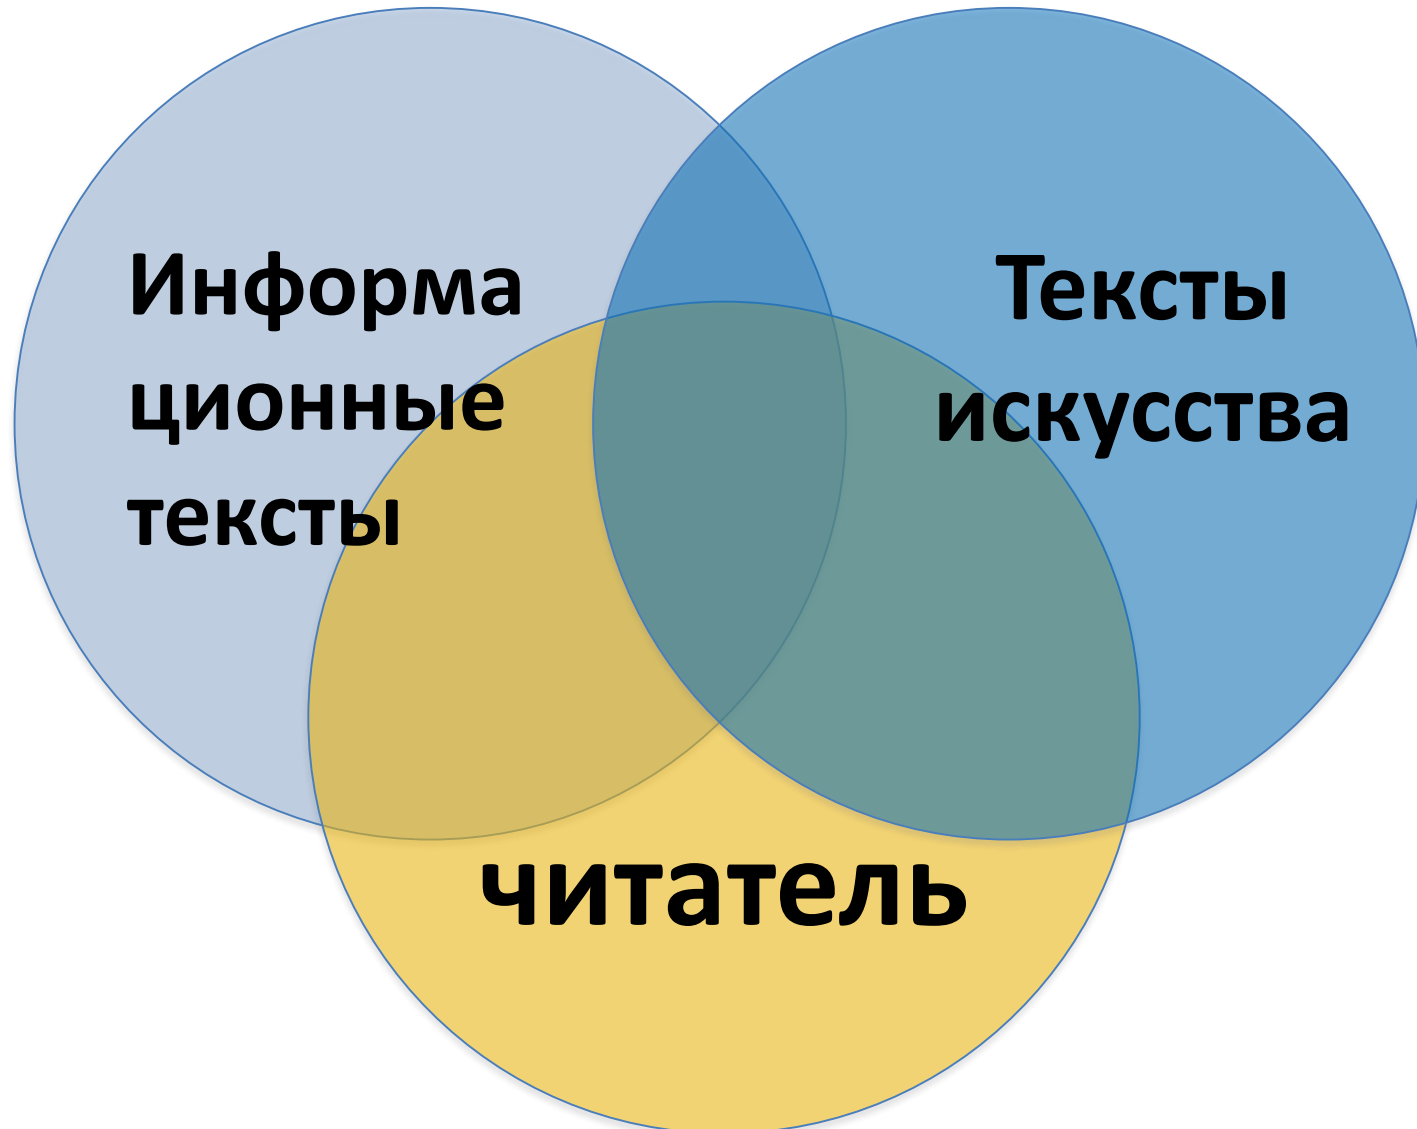 Информа
ционные
тексты
Тексты
искусства
читатель